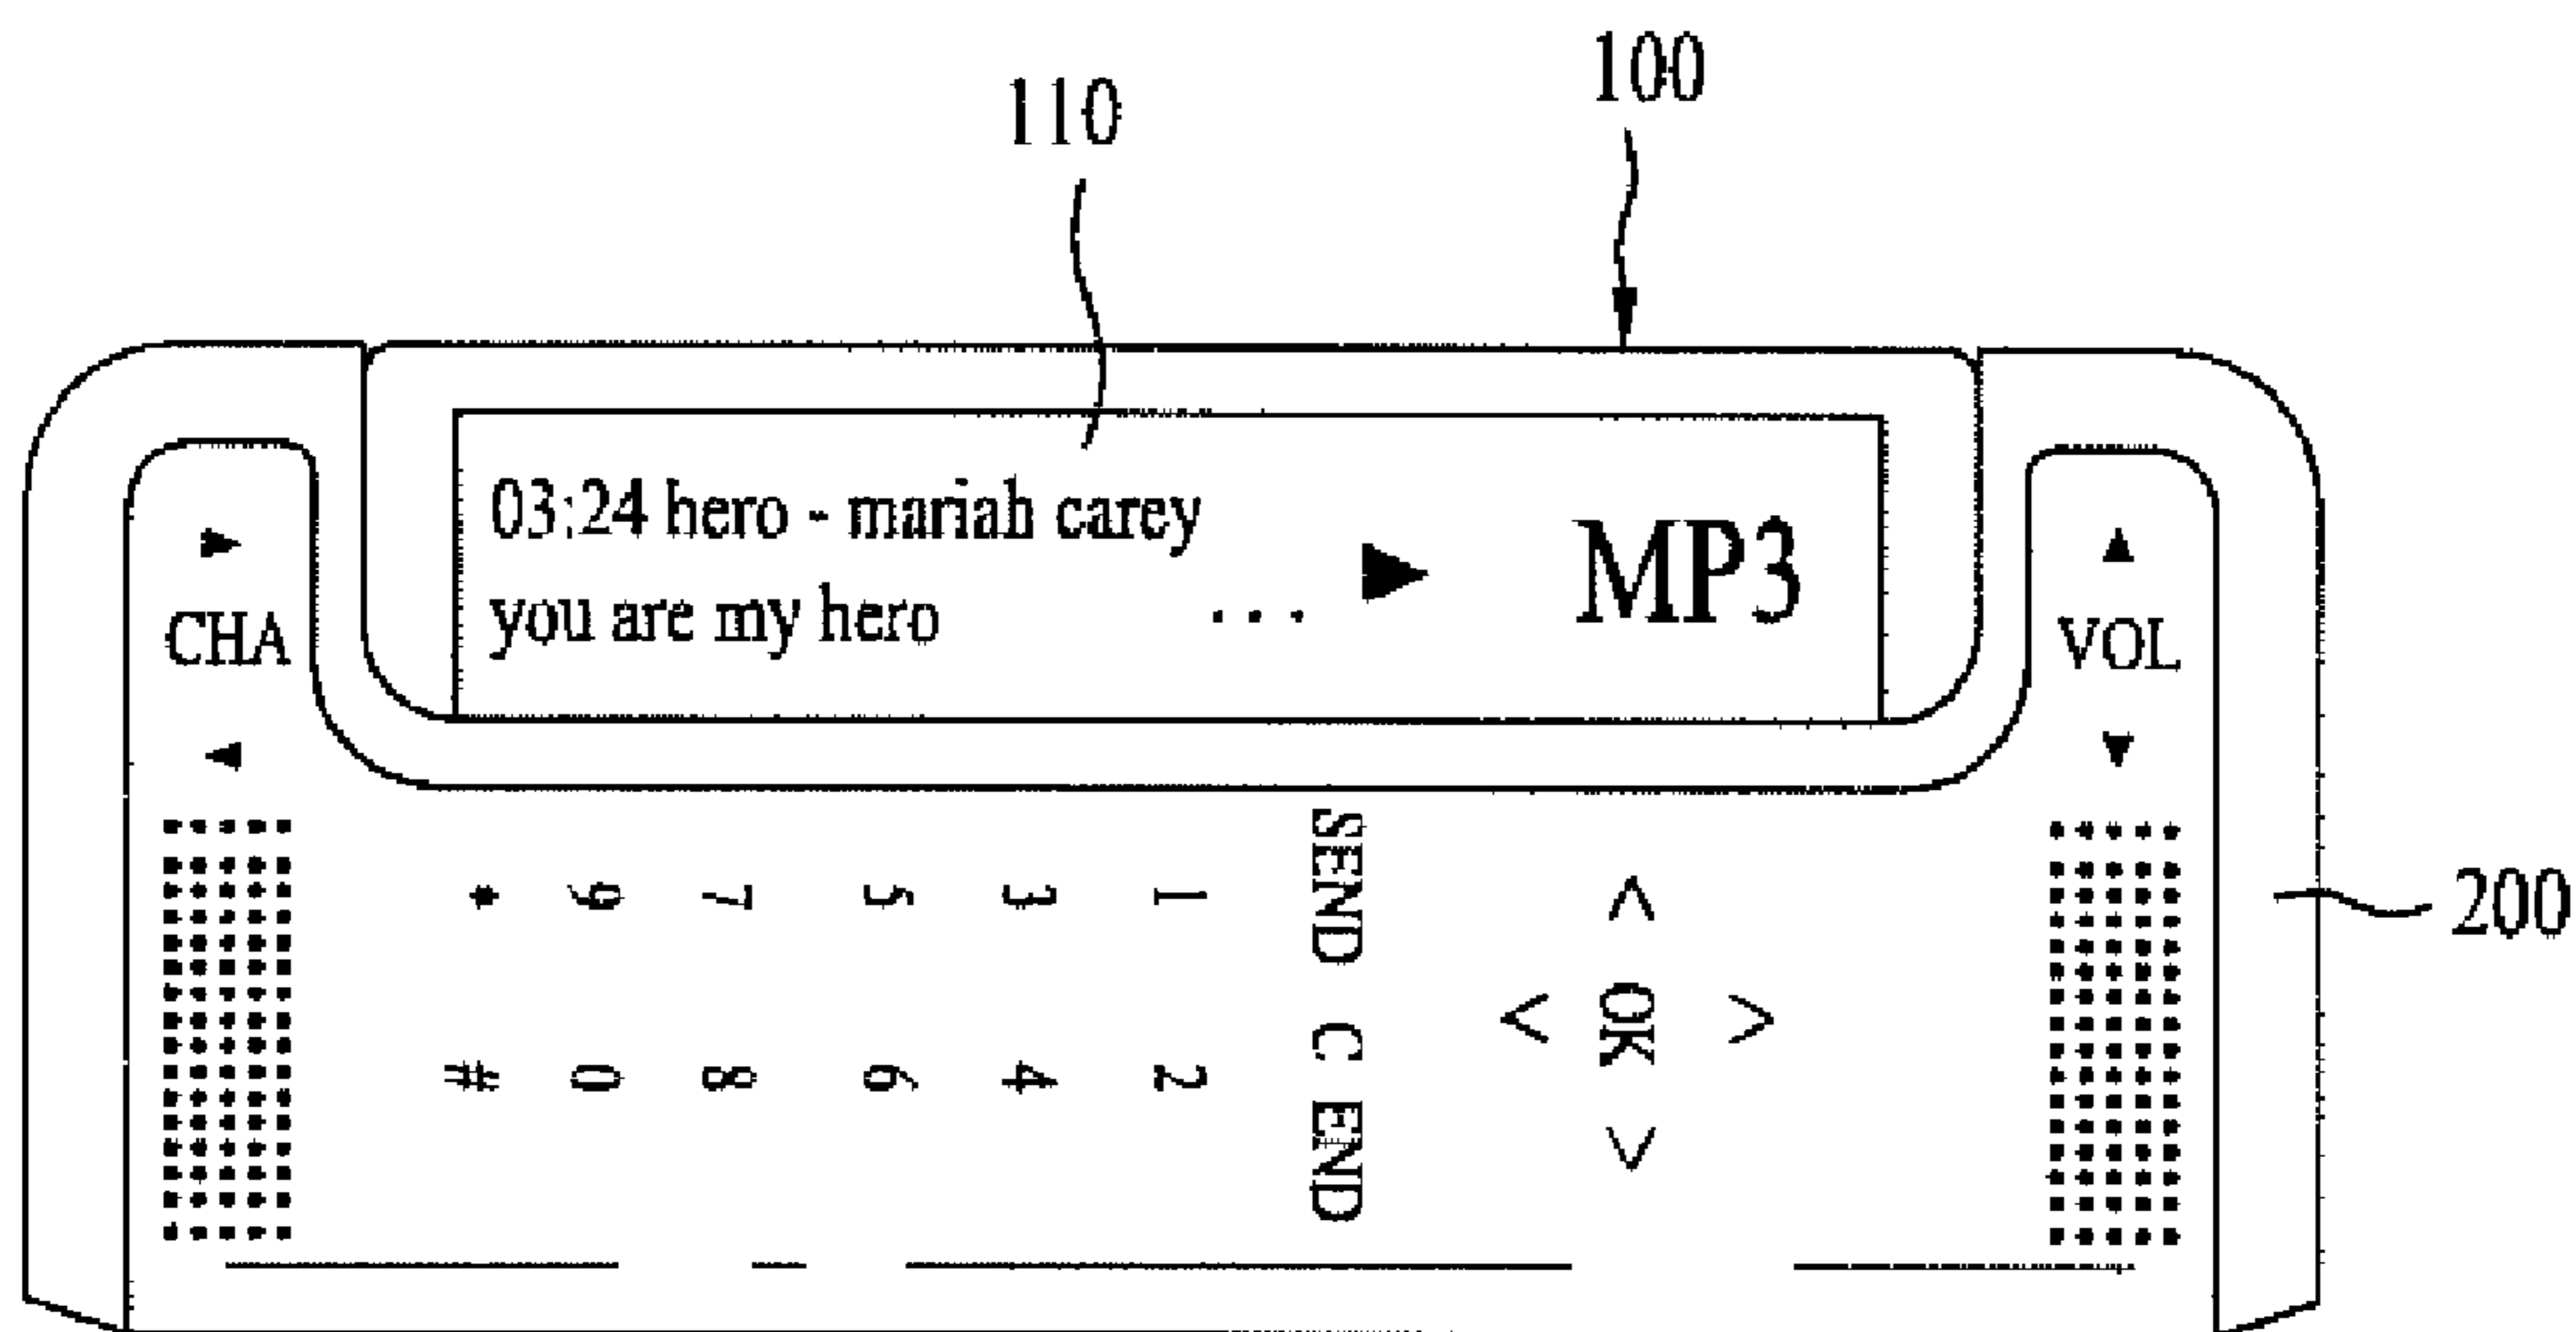 100
110
03:24 hero - mariah carey
you are my hero ... ▶ MP3
▶
CHA
◀
▲
VOL
▼
200
* 9 7 5 3 1
# 0 8 6 4 2
SEND C END
< OK >